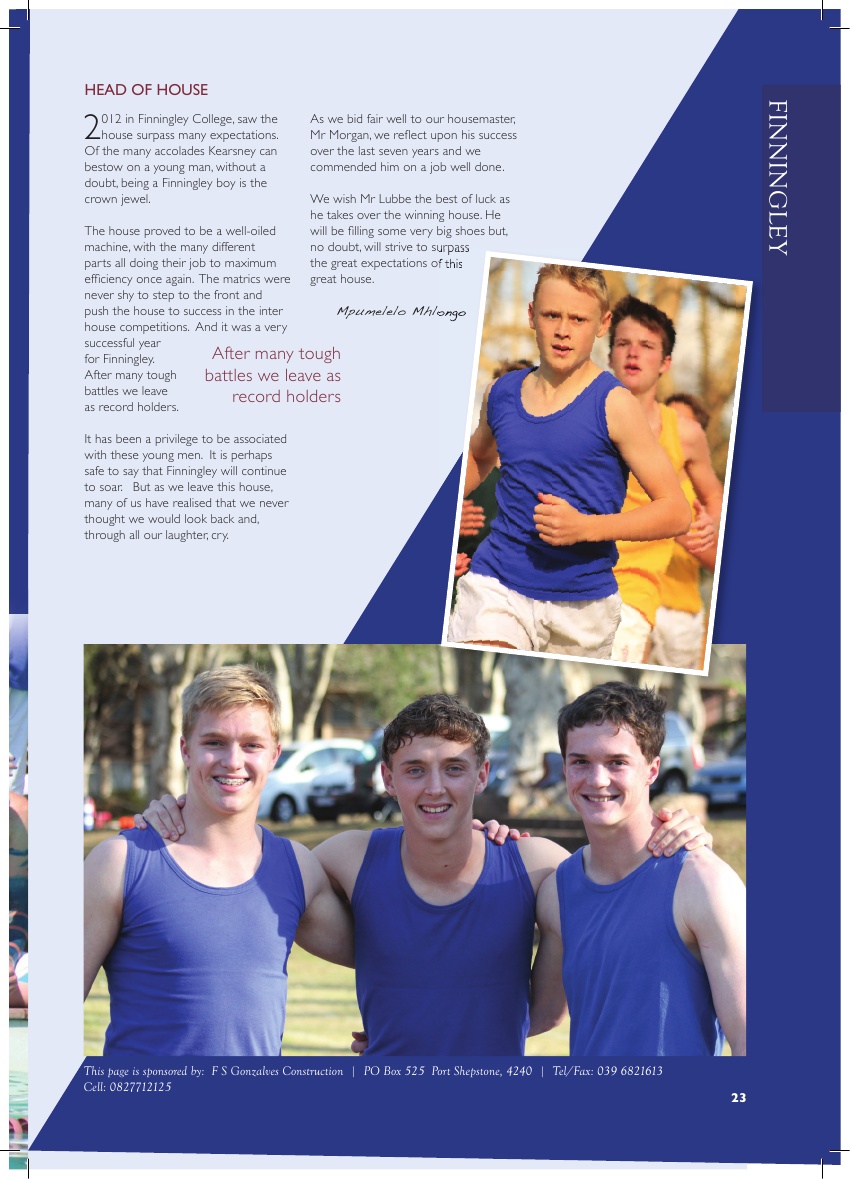 HEAD OF HOUSE
2012 in Finningley College, saw the
house surpass many expectations.
Of the many accolades Kearsney can
bestow on a young man, without a
doubt, being a Finningley boy is the
crown jewel.
The house proved to be a well-oiled
machine, with the many different
parts all doing their job to maximum
efficiency once again. The matrics were
never shy to step to the front and
push the house to success in the inter
house competitions. And it was a very
successful year
for Finningley.
After many tough
battles we leave
as record holders.
After many tough
battles we leave as
record holders
It has been a privilege to be associated
with these young men. It is perhaps
safe to say that Finningley will continue
to soar. But as we leave this house,
many of us have realised that we never
thought we would look back and,
through all our laughter, cry.
As we bid fair well to our housemaster,
Mr Morgan, we reflect upon his success
over the last seven years and we
commended him on a job well done.
We wish Mr Lubbe the best of luck as
he takes over the winning house. He
will be filling some very big shoes but,
no doubt, will strive to surpass
the great expectations of this
great house.
Mpumelelo Mhlongo
FINNINGLEY
This page is sponsored by: F S Gonzalves Construction | PO Box 525 Port Shepstone, 4240 | Tel/Fax: 039 6821613
Cell: 0827712125
23